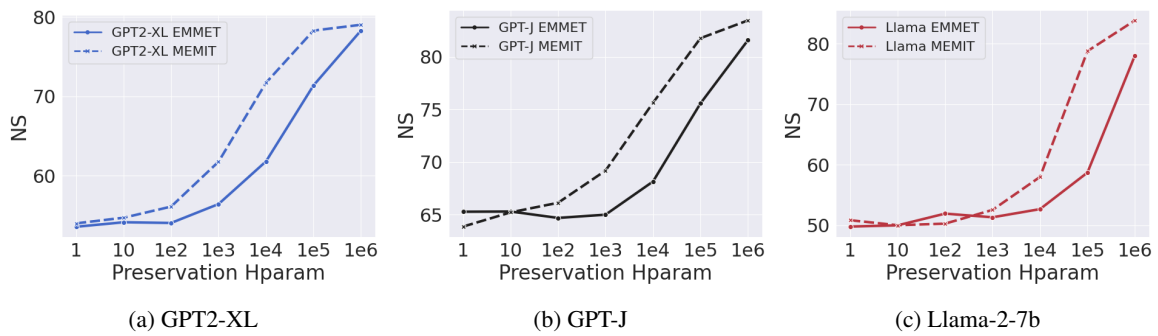 80
70
60
NS
GPT2-XL EMMET
GPT2-XL MEMIT
1 10 1e2 1e3 1e4 1e5 1e6
Preservation Hparam
(a) GPT2-XL
80
75
70
65
NS
GPT-J EMMET
GPT-J MEMIT
1 10 1e2 1e3 1e4 1e5 1e6
Preservation Hparam
(b) GPT-J
80
70
60
50
NS
Llama EMMET
Llama MEMIT
1 10 1e2 1e3 1e4 1e5 1e6
Preservation Hparam
(c) Llama-2-7b